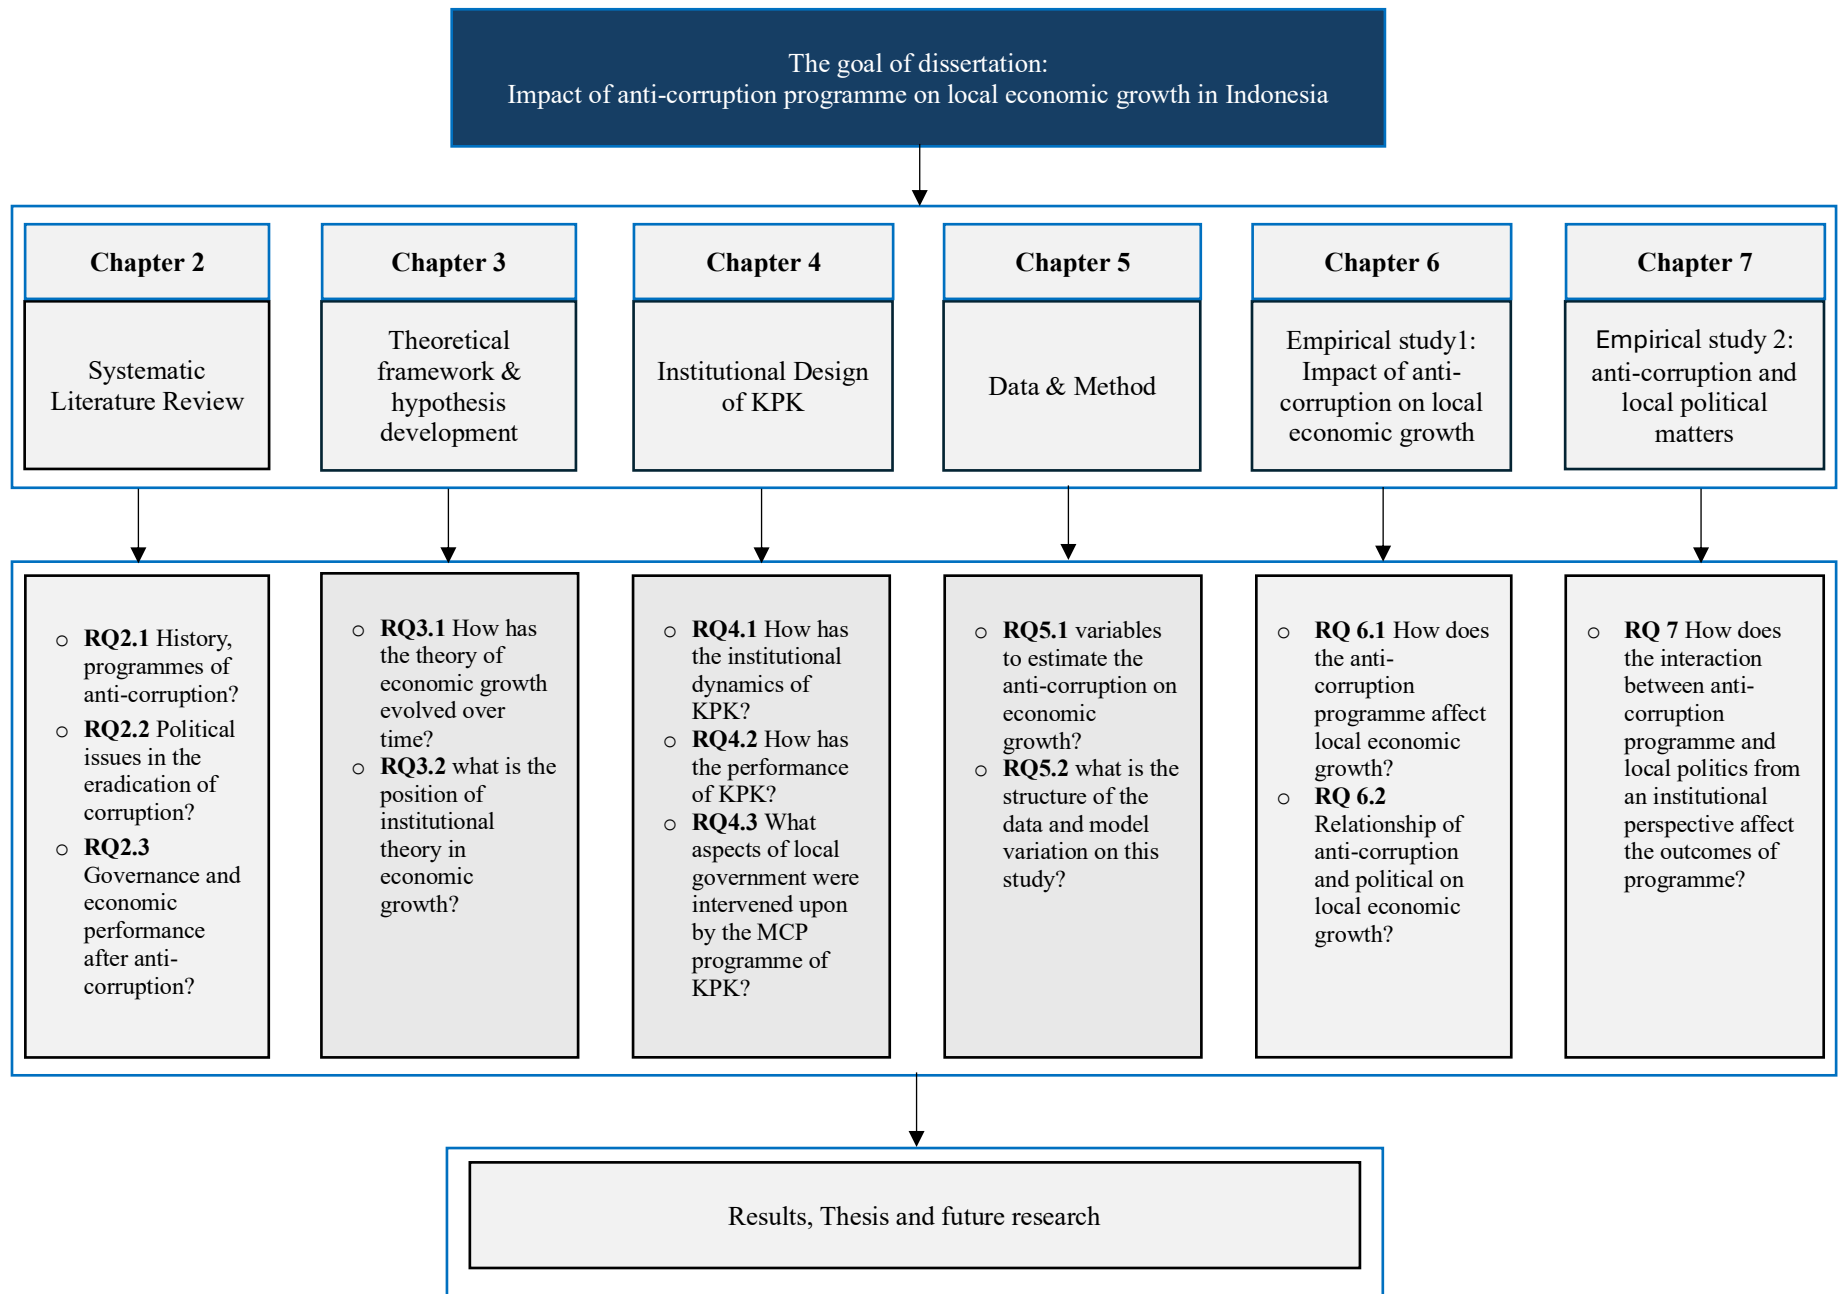 The goal of dissertation:
Impact of anti-corruption programme on local economic growth in Indonesia
Chapter 2
Systematic
Literature Review
Chapter 3
Theoretical
framework &
hypothesis
development
Chapter 4
Institutional Design
of KPK
Chapter 5
Data & Method
Chapter 6
Empirical study1:
Impact of anti-
corruption on local
economic growth
Chapter 7
Empirical study 2:
anti-corruption and
local political
matters
o RQ2.1 History,
programmes of
anti-corruption?
o RQ2.2 Political
issues in the
eradication of
corruption?
o RQ2.3
Governance and
economic
performance
after anti-
corruption?
o RQ3.1 How has
the theory of
economic growth
evolved over
time?
o RQ3.2 what is the
position of
institutional
theory in
economic
growth?
o RQ4.1 How has
the institutional
dynamics of
KPK?
o RQ4.2 How has
the performance
of KPK?
o RQ4.3 What
aspects of local
government were
intervened upon
by the MCP
programme of
KPK?
o RQ5.1 variables
to estimate the
anti-corruption on
economic
growth?
o RQ5.2 what is the
structure of the
data and model
variation on this
study?
o RQ 6.1 How does
the anti-
corruption
programme affect
local economic
growth?
o RQ 6.2
Relationship of
anti-corruption
and political on
local economic
growth?
o RQ 7 How does
the interaction
between anti-
corruption
programme and
local politics from
an institutional
perspective affect
the outcomes of
programme?
Results, Thesis and future research